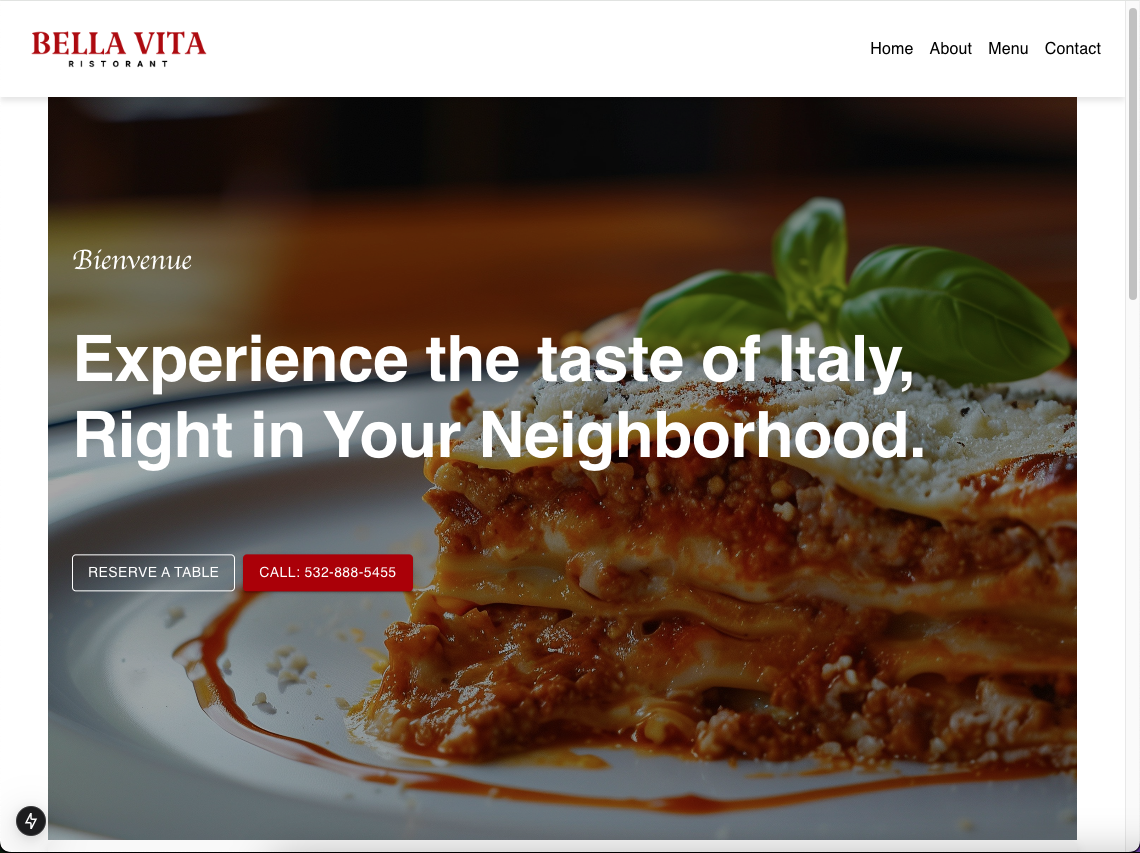 BELLA VITA
RISTORANT
Home About Menu Contact
Bienvenue
Experience the taste of Italy,
Right in Your Neighborhood.
RESERVE A TABLE
CALL: 532-888-5455